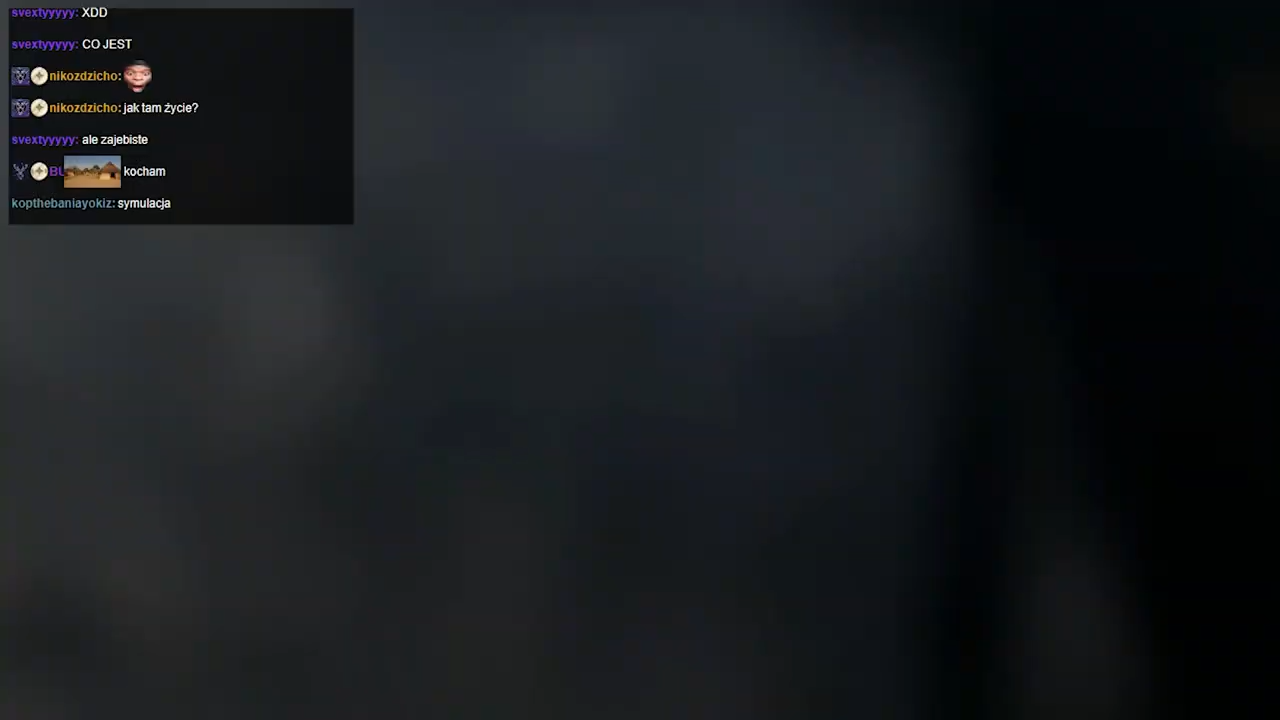 svextyyyyy: XDD
svextyyyyy: CO JEST
nikozdzicho:
nikozdzicho: jak tam życie?
svextyyyyy: ale zajebiste
kocham
kopthebaniayokiz: symulacja